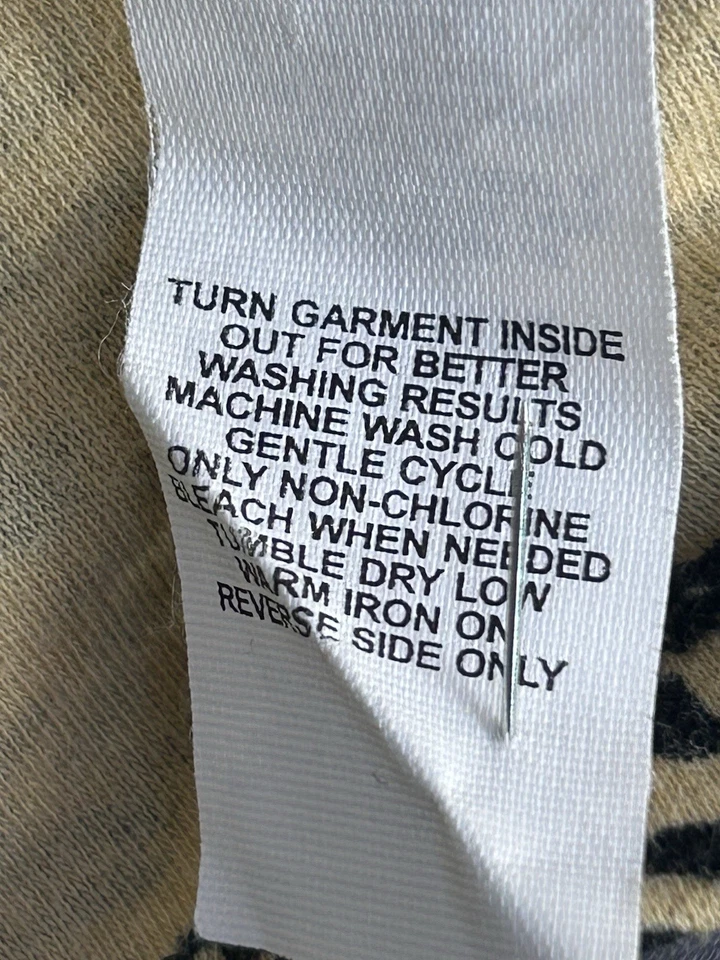 TURN GARMENT INSIDE
OUT FOR BETTER
WASHING RESULTS
MACHINE WASH COLD
GENTLE CYCLE
ONLY NON-CHLORINE
BLEACH WHEN NEEDED
TUMBLE DRY LOW
WARM IRON ON
REVERSE SIDE ONLY